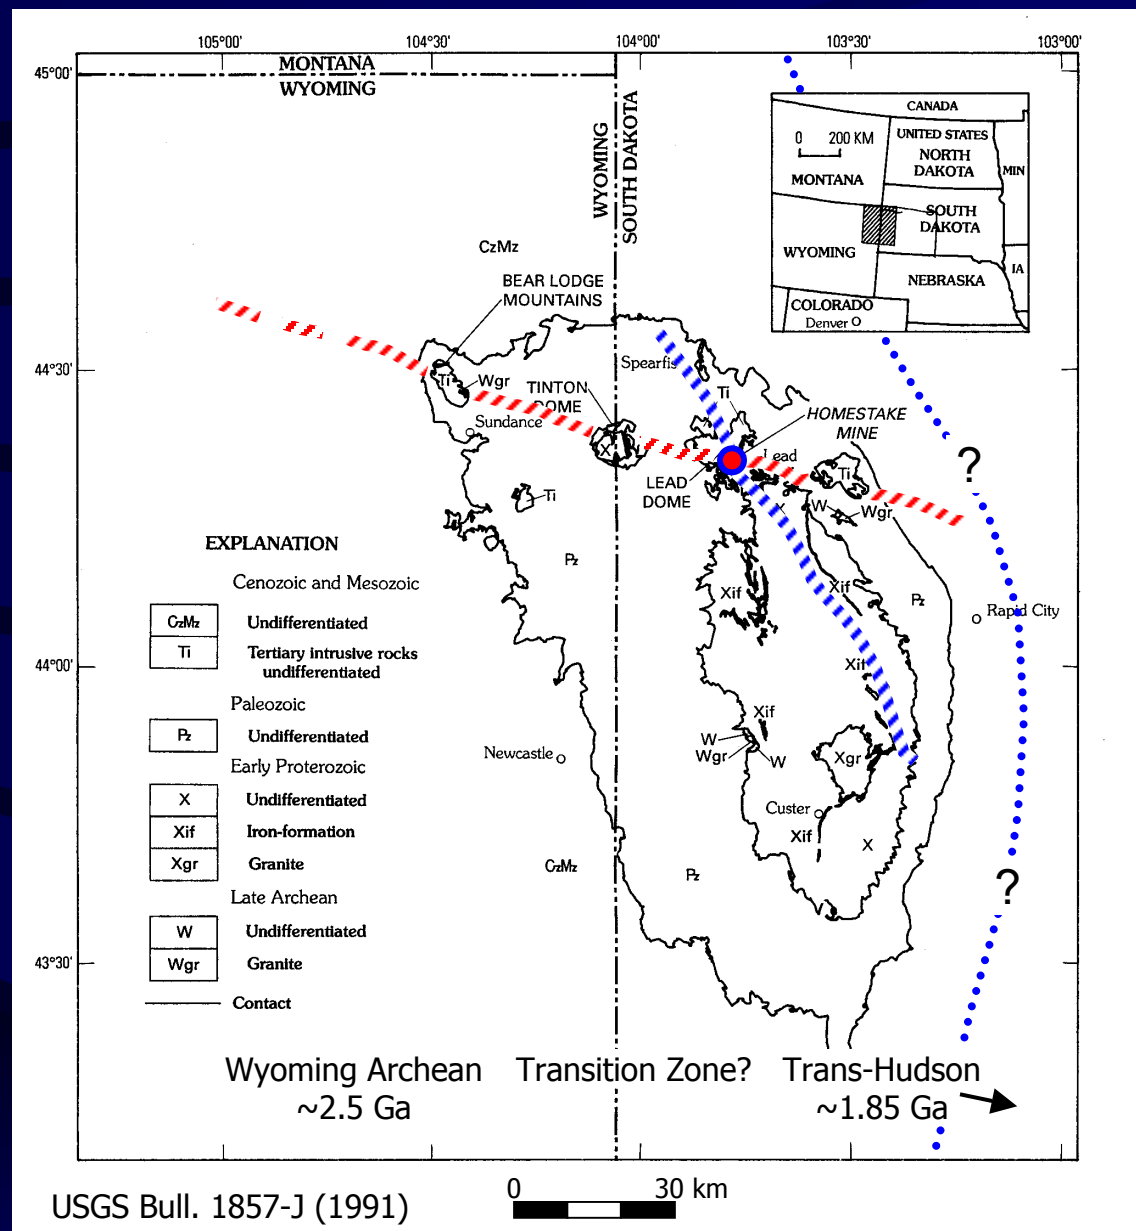 105°00'
104°30'
104°00'
103°30'
103°00'
45°00'
MONTANA
WYOMING
WYOMING
SOUTH DAKOTA
CANADA
0 200 KM
UNITED STATES
NORTH
DAKOTA
MIN
MONTANA
SOUTH
DAKOTA
WYOMING
IA
NEBRASKA
COLORADO
Denver
CzMz
BEAR LODGE
MOUNTAINS
44°30'
Ti
Wgr
Spearfis
TINTON
DOME
Ti
HOMESTAKE
MINE
Sundance
X
Lead
?
LEAD
DOME
Ti
Ti
W
Wgr
X
Pz
Xif
Xif
Pz
Rapid City
EXPLANATION
Cenozoic and Mesozoic
CzMz Undifferentiated
Ti Tertiary intrusive rocks
undifferentiated
44°00'
Xif
Paleozoic
Pz Undifferentiated
Xif
W
Wgr
W
Newcastle
Xgr
Early Proterozoic
X Undifferentiated
Custer
Xif Iron-formation
Xif
X
Xgr Granite
CzMz
Pz
?
Late Archean
W Undifferentiated
Wgr Granite
43°30'
Contact
Wyoming Archean
~2.5 Ga
Transition Zone?
Trans-Hudson
~1.85 Ga
USGS Bull. 1857-J (1991)
0 30 km